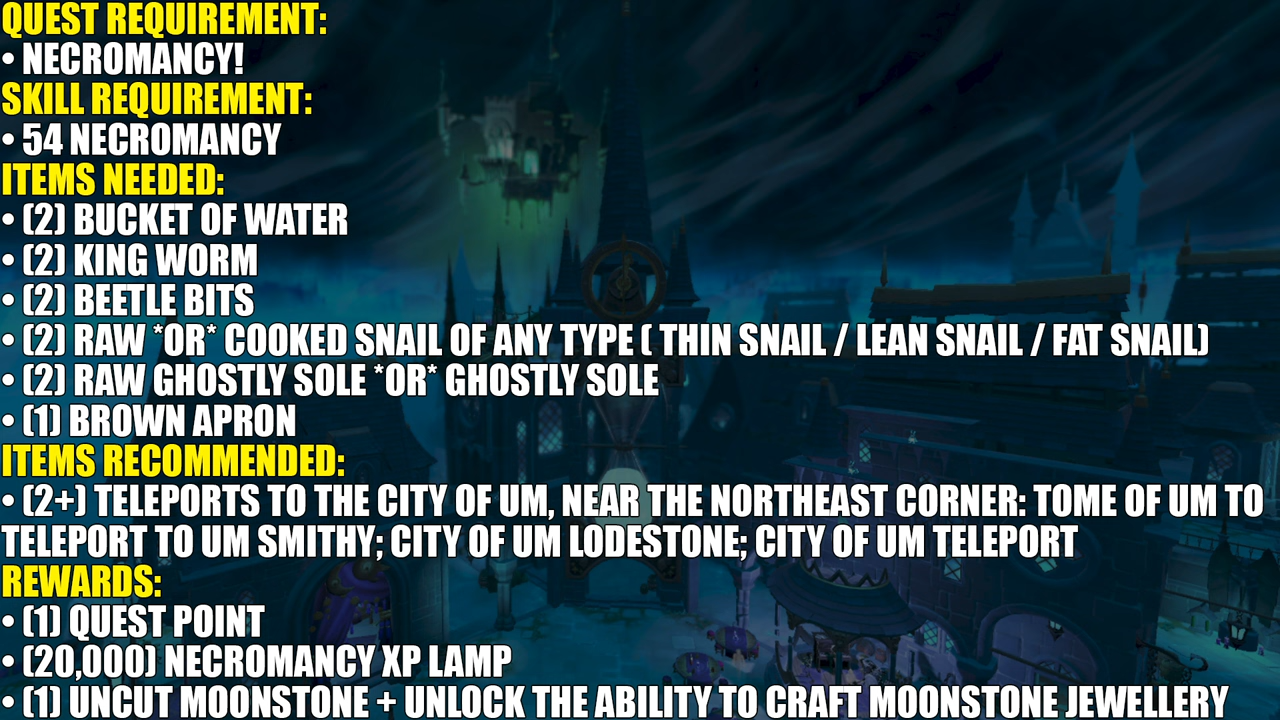 QUEST REQUIREMENT:
• NECROMANCY!
SKILL REQUIREMENT:
• 54 NECROMANCY
ITEMS NEEDED:
• (2) BUCKET OF WATER
• (2) KING WORM
• (2) BEETLE BITS
• (2) RAW *OR* COOKED SNAIL OF ANY TYPE ( THIN SNAIL / LEAN SNAIL / FAT SNAIL)
• (2) RAW GHOSTLY SOLE *OR* GHOSTLY SOLE
• (1) BROWN APRON
ITEMS RECOMMENDED:
• (2+) TELEPORTS TO THE CITY OF UM, NEAR THE NORTHEAST CORNER: TOME OF UM TO
TELEPORT TO UM SMITHY; CITY OF UM LODESTONE; CITY OF UM TELEPORT
REWARDS:
• (1) QUEST POINT
• (20,000) NECROMANCY XP LAMP
• (1) UNCUT MOONSTONE + UNLOCK THE ABILITY TO CRAFT MOONSTONE JEWELLERY